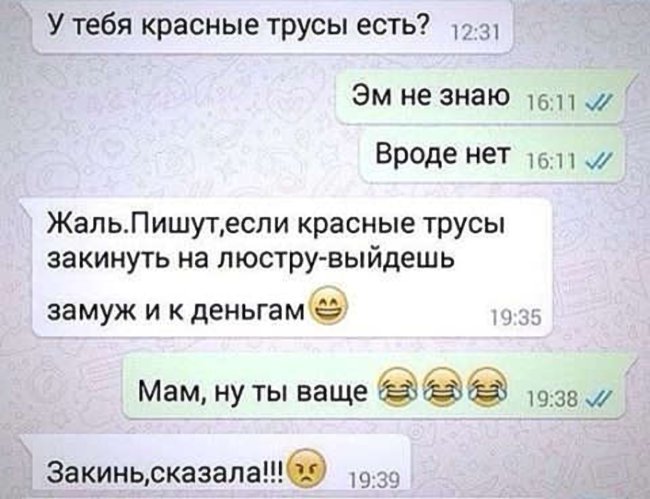 У тебя красные трусы есть? 12:31
Эм не знаю 16:11
Вроде нет 16:11
Жаль.Пишут,если красные трусы
закинуть на люстру-выйдешь
замуж и к деньгам😄 19:35
Мам, ну ты ваще 😂😂😂 19:38
Закинь,сказала!!!😠 19:39